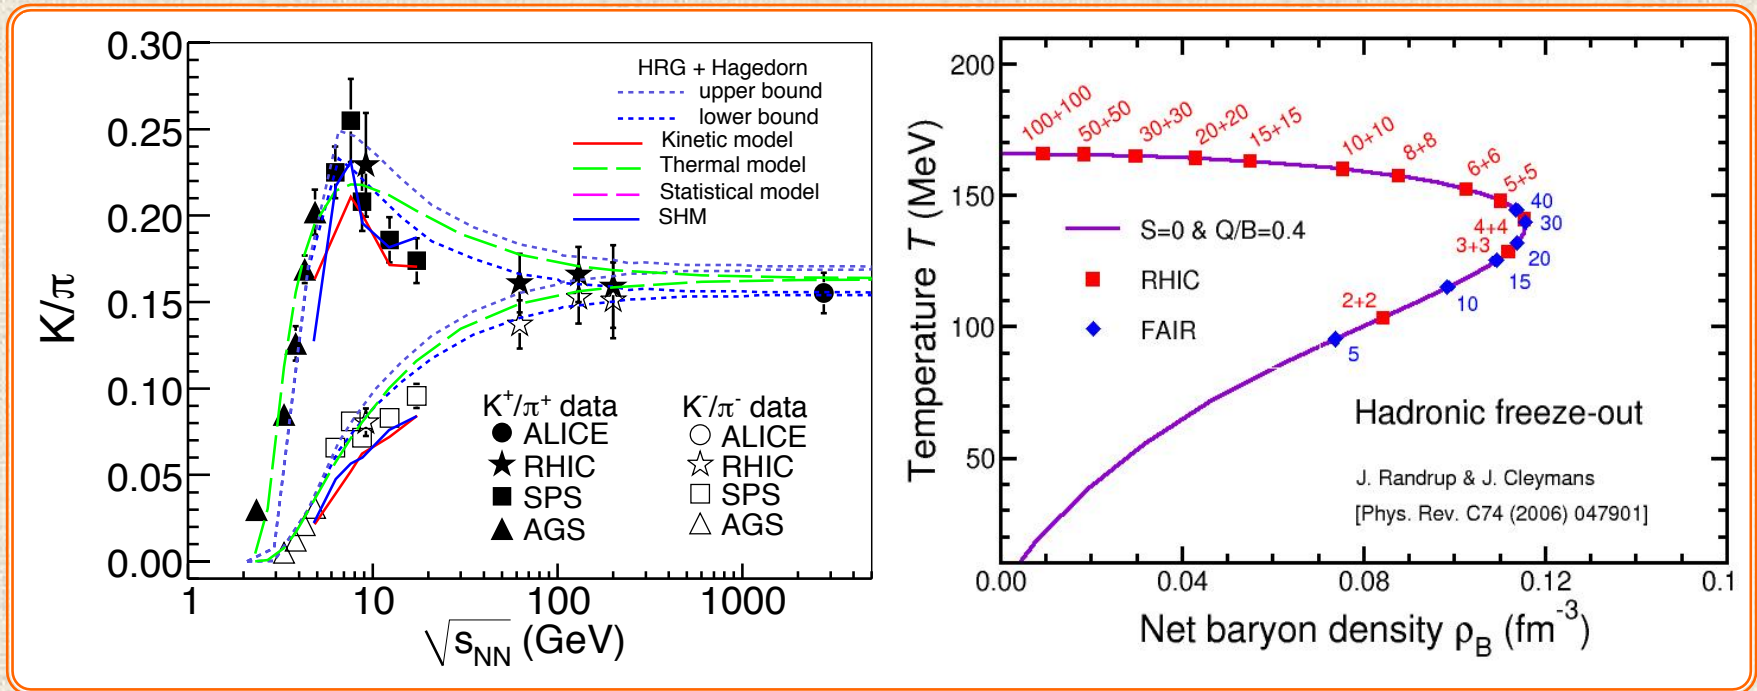 0.30
0.25
0.20
0.15
0.10
0.05
0.00
K/π
1
10
100
1000
√s_NN (GeV)
HRG + Hagedorn
upper bound
lower bound
Kinetic model
Thermal model
Statistical model
SHM
K⁺/π⁺ data
ALICE
RHIC
SPS
AGS
K⁻/π⁻ data
ALICE
RHIC
SPS
AGS
200
150
100
50
Temperature T (MeV)
100+100
50+50
30+30
20+20
15+15
10+10
8+8
6+6
5+5
40
30
4+4
3+3
20
15
10
2+2
5
S=0 & Q/B=0.4
RHIC
FAIR
Hadronic freeze-out
J. Randrup & J. Cleymans
[Phys. Rev. C74 (2006) 047901]
0.00
0.04
0.08
0.12
0.1
Net baryon density ρ_B (fm⁻³)